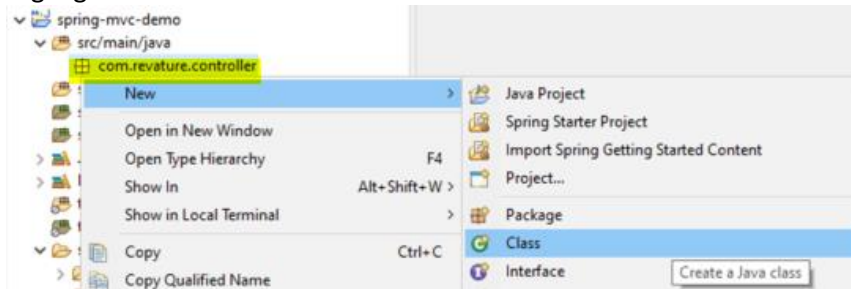 spring-mvc-demo
src/main/java
com.revature.controller
New
Open in New Window
Open Type Hierarchy F4
Show In Alt+Shift+W >
Show in Local Terminal
Copy Ctrl+C
Copy Qualified Name
Java Project
Spring Starter Project
Import Spring Getting Started Content
Project...
Package
Class
Interface
Create a Java class